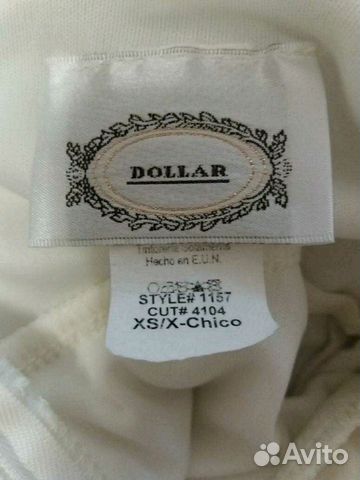 DOLLAR
Hecho en E.U.N.
STYLE# 1157
CUT# 4104
XS/X-Chico
Avito